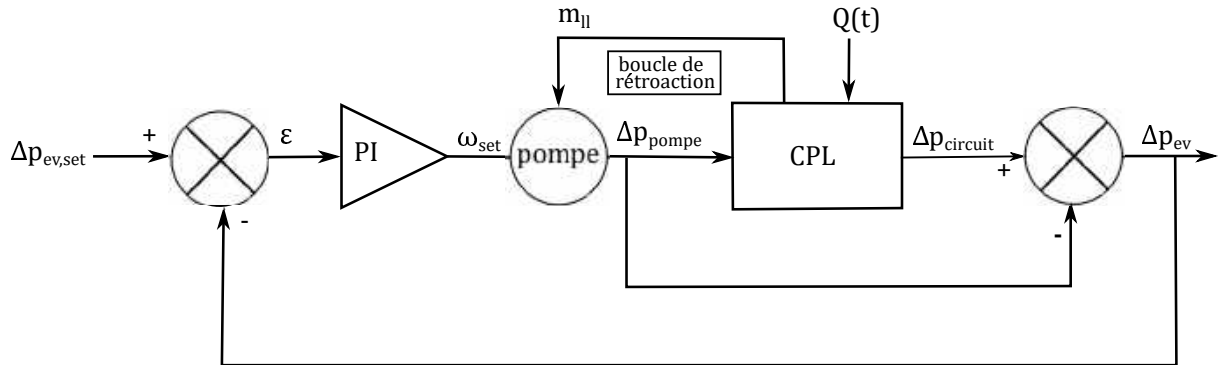 m_ll
Q(t)
boucle de
rétroaction
Δp_ev,set
+
ε
PI
ω_set
pompe
Δp_pompe
CPL
Δp_circuit
+
Δp_ev
-
-